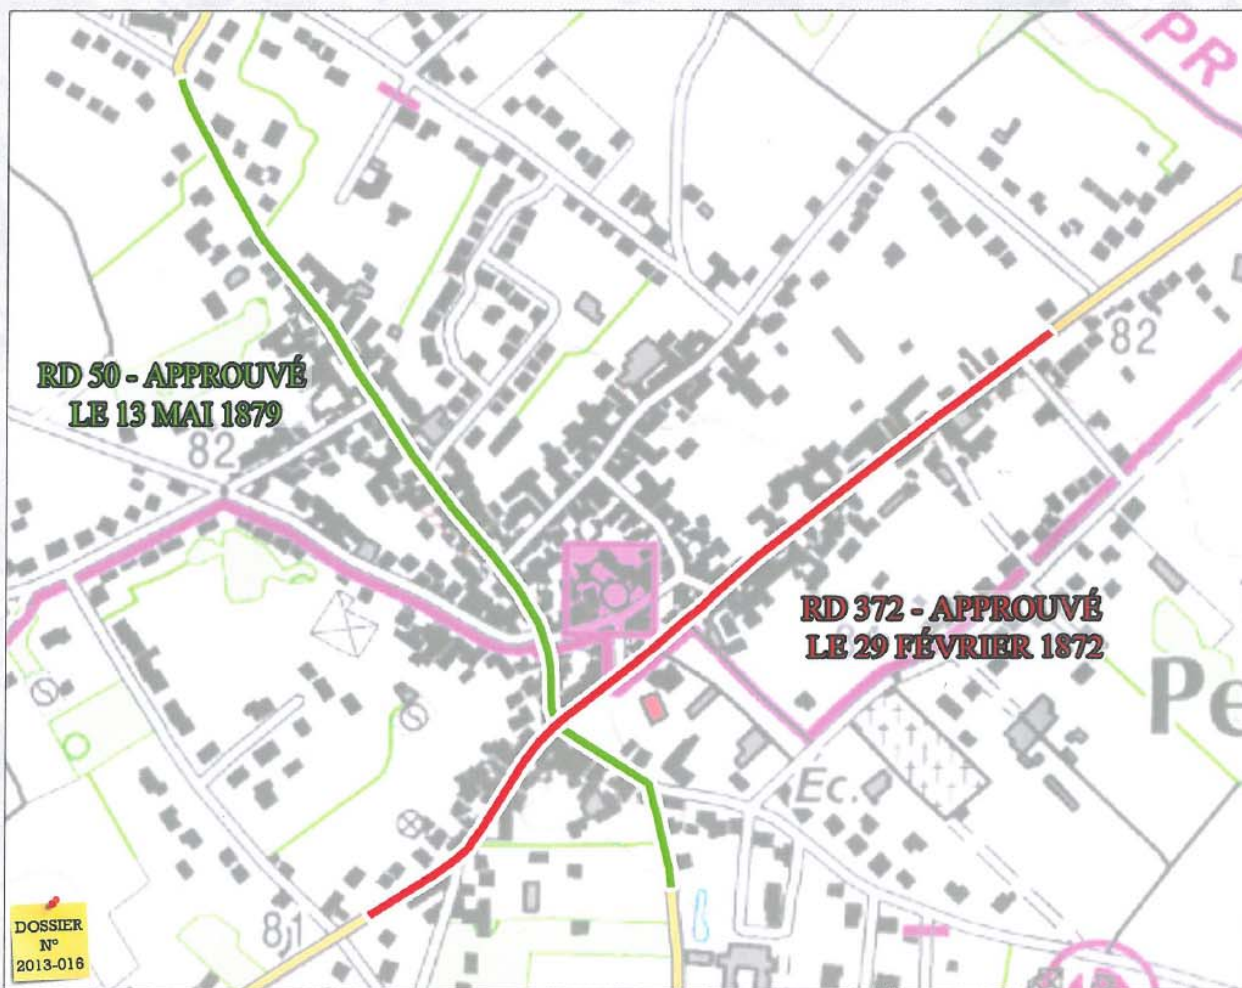 PR
82
RD 50 - APPROUVÉ
LE 13 MAI 1879
82
RD 372 - APPROUVÉ
LE 29 FÉVRIER 1872
Pe
Ec.
81
DOSSIER
N°
2013-016